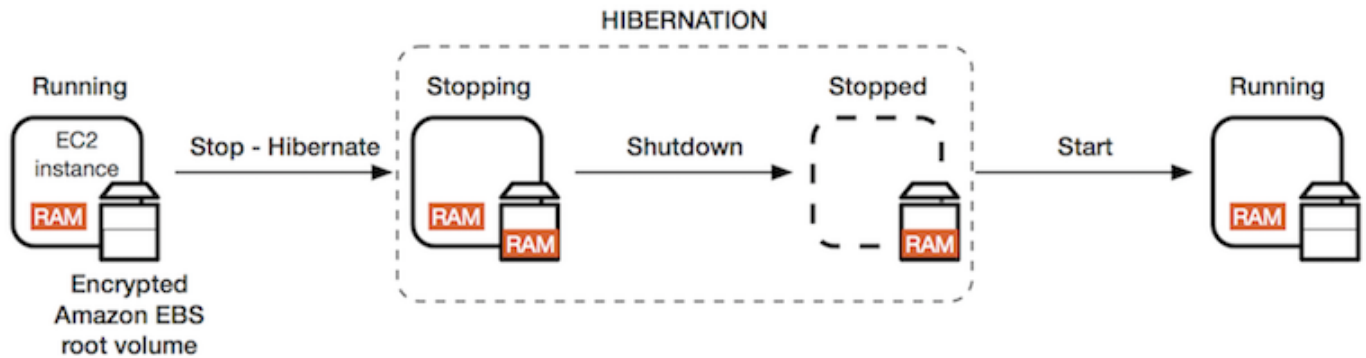 HIBERNATION
Running
Stopping
Stopped
Running
EC2
instance
Stop - Hibernate
Shutdown
Start
RAM
RAM
RAM
RAM
RAM
Encrypted
Amazon EBS
root volume